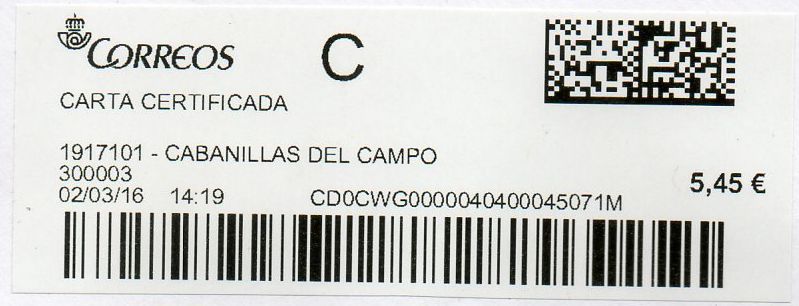 CORREOS
C
CARTA CERTIFICADA
1917101 - CABANILLAS DEL CAMPO
300003
5,45 €
02/03/16 14:19 CD0CWG0000040400045071M